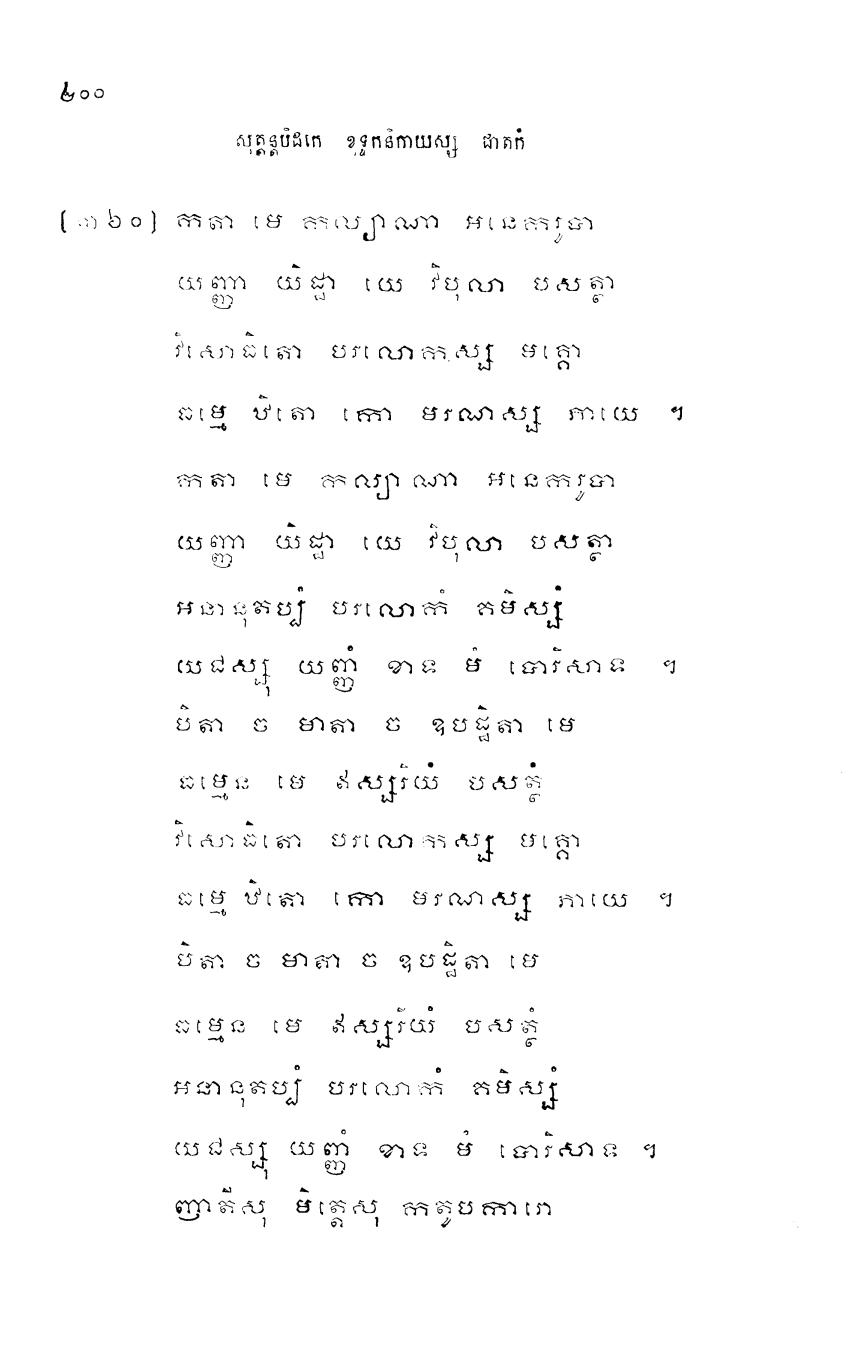 ២០០
សុត្តន្តបិដកេ ខុទ្ទកនិកាយស្ស ជាតកំ
[៣៦០] កតា មេ កល្យាណា អនេករូបា
យញ្ញា យិដ្ឋា យេ វិបុលា បសត្ថា
វិសោធិតោ បរលោកស្ស មគ្គោ
ធម្មេ ឋិតោ កោ មរណស្ស ភាយេ ។
កតា មេ កល្យាណា អនេករូបា
យញ្ញា យិដ្ឋា យេ វិបុលា បសត្ថា
អនានុតប្បំ បរលោកំ គមិស្សំ
យជស្សុ យញ្ញំ ខាទ មំ បោរិសាទ ។
បិតា ច មាតា ច ឧបដ្ឋិតា មេ
ធម្មេន មេ ឥស្សរិយំ បសត្ថំ
វិសោធិតោ បរលោកស្ស មគ្គោ
ធម្មេ ឋិតោ កោ មរណស្ស ភាយេ ។
បិតា ច មាតា ច ឧបដ្ឋិតា មេ
ធម្មេន មេ ឥស្សរិយំ បសត្ថំ
អនានុតប្បំ បរលោកំ គមិស្សំ
យជស្សុ យញ្ញំ ខាទ មំ បោរិសាទ ។
ញាតីសុ មិត្តេសុ កតូបការោ